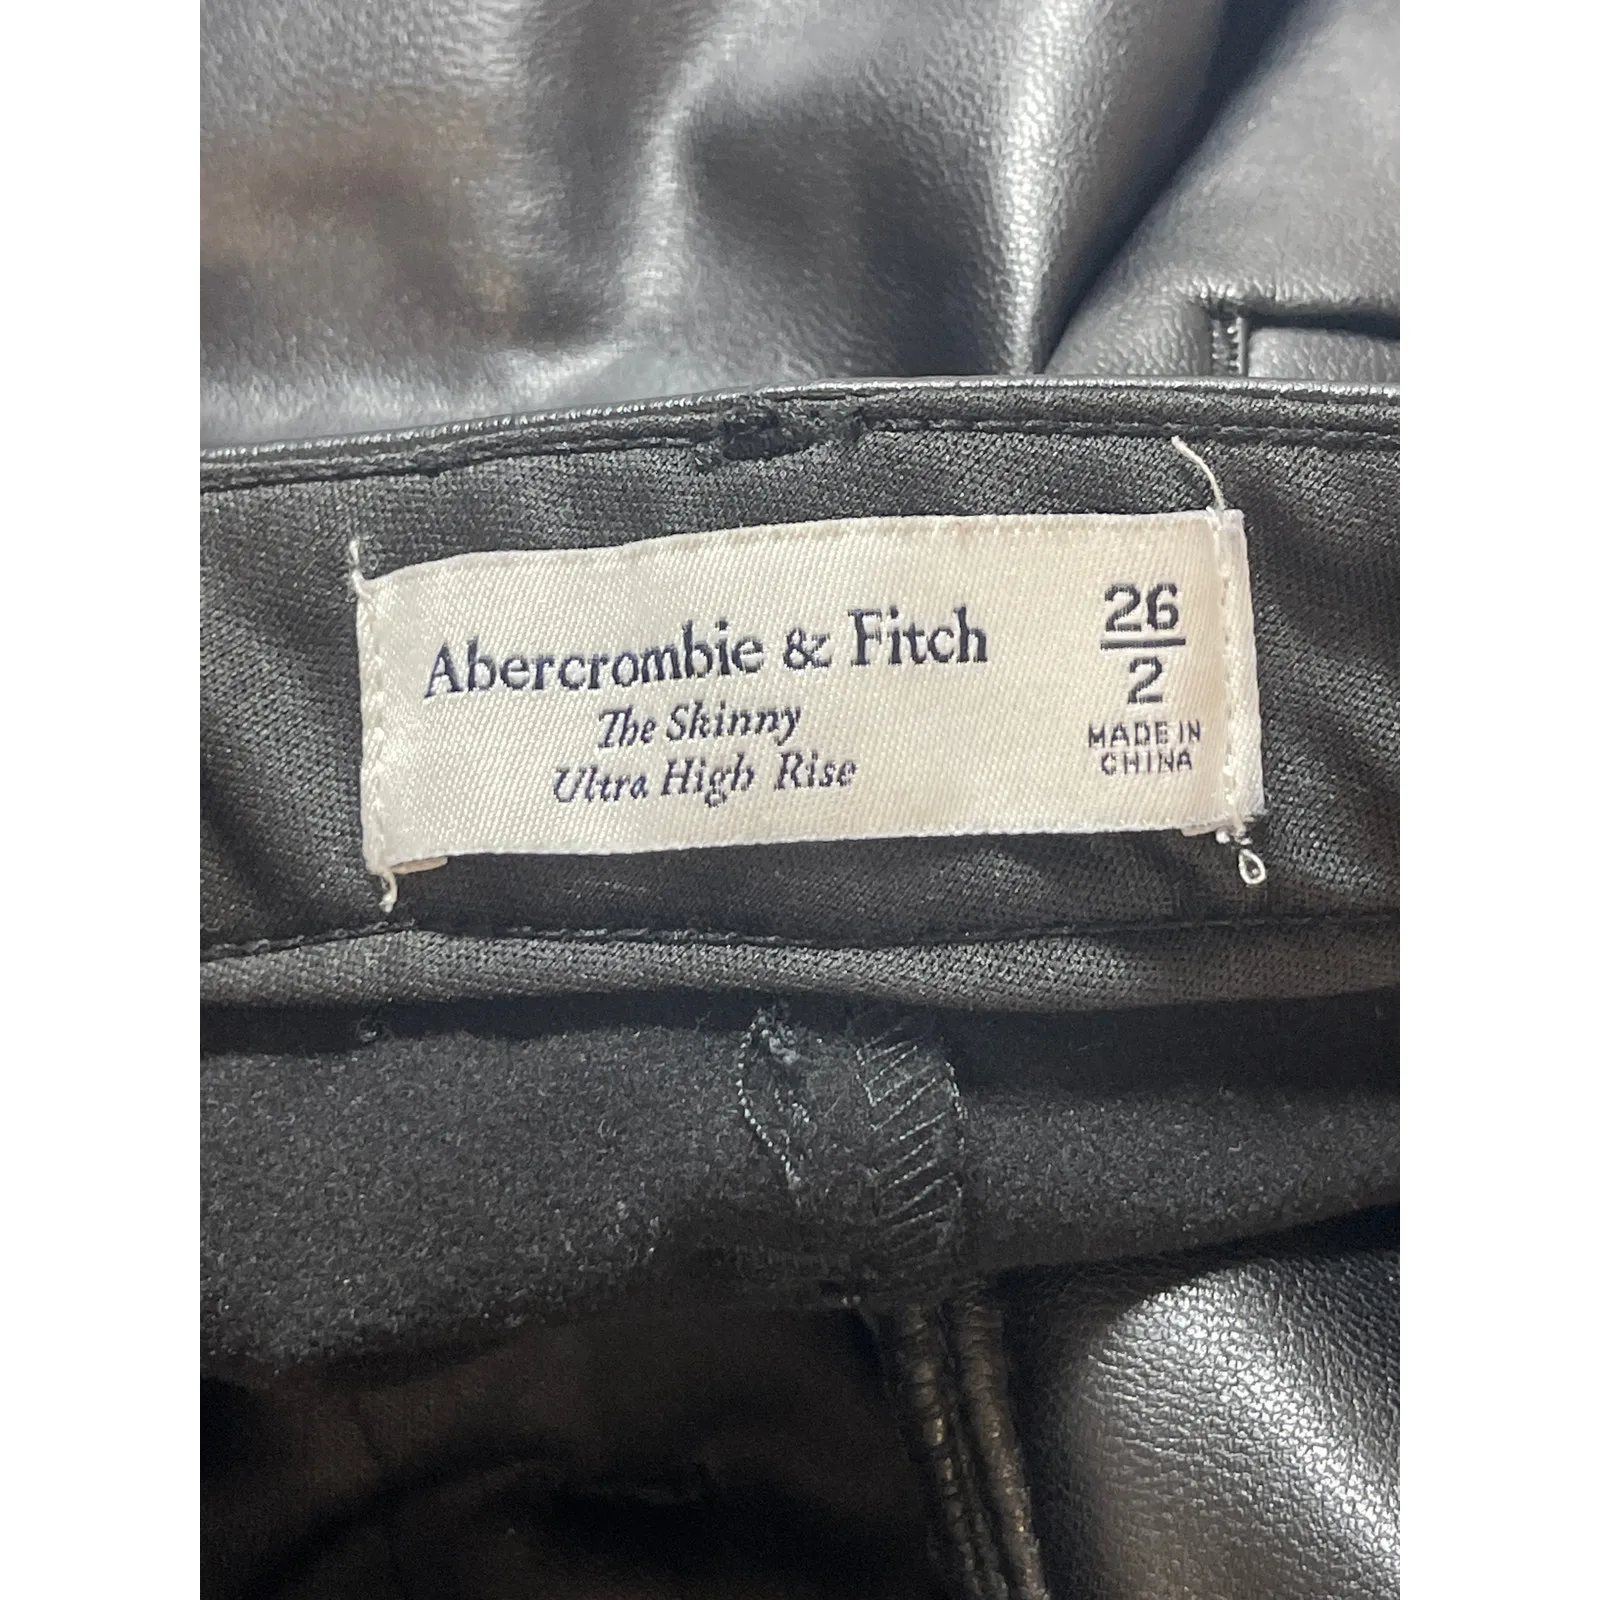 Abercrombie & Fitch
The Skinny
Ultra High Rise
26
2
MADE IN
CHINA